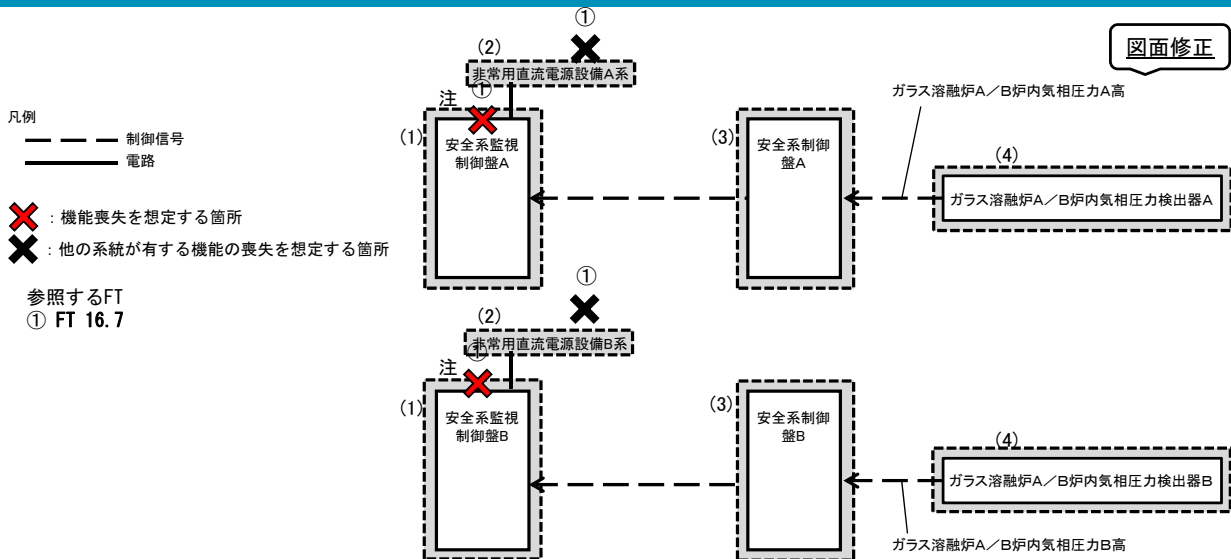 図面修正
①
(2)
非常用直流電源設備A系
①
注
(1)
安全系監視
制御盤A
(3)
安全系制御
盤A
ガラス溶融炉A／B炉内気相圧力A高
(4)
ガラス溶融炉A／B炉内気相圧力検出器A
凡例
制御信号
電路
：機能喪失を想定する箇所
：他の系統が有する機能の喪失を想定する箇所
参照するFT
① FT 16.7
①
(2)
非常用直流電源設備B系
①
注
(1)
安全系監視
制御盤B
(3)
安全系制御
盤B
(4)
ガラス溶融炉A／B炉内気相圧力検出器B
ガラス溶融炉A／B炉内気相圧力B高